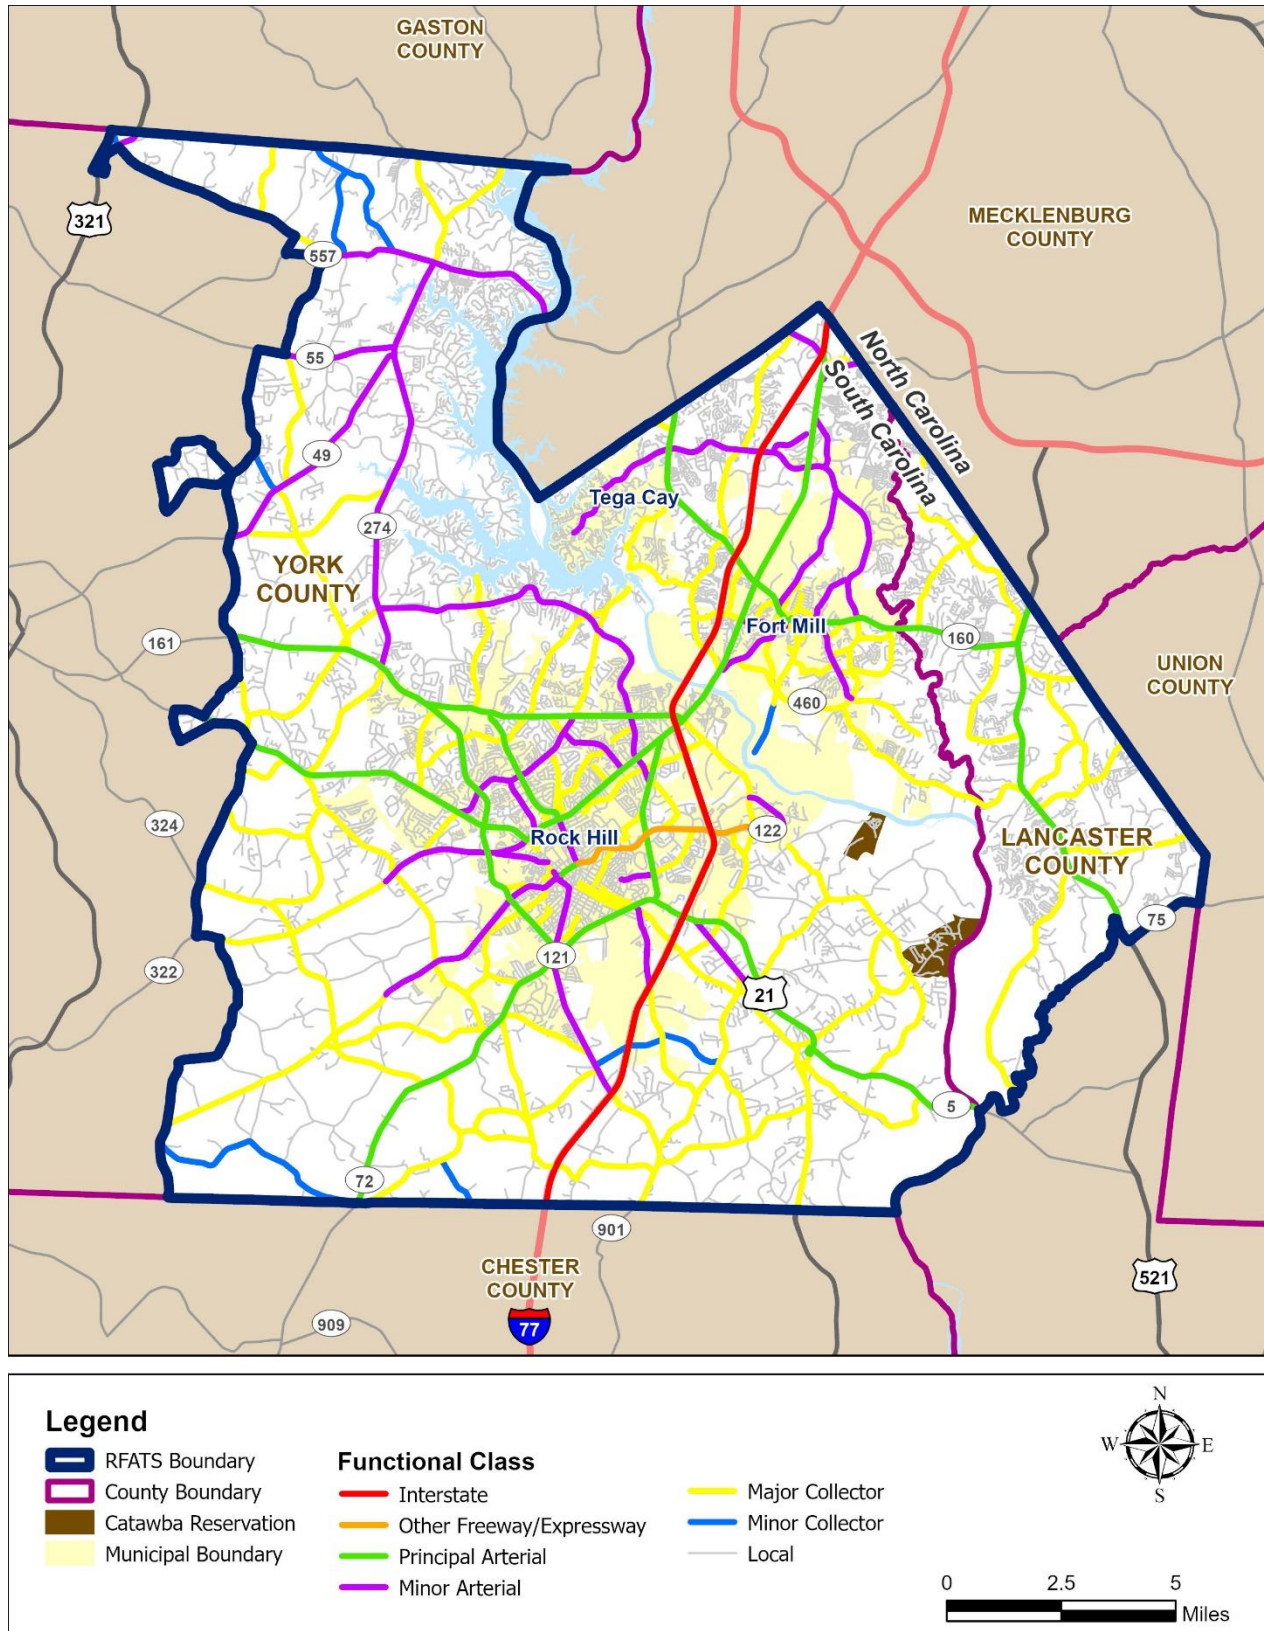 GASTON
COUNTY
MECKLENBURG
COUNTY
321
557
North Carolina
South Carolina
55
49
Tega Cay
274
YORK
COUNTY
161
Fort Mill
160
UNION
COUNTY
460
324
Rock Hill
122
LANCASTER
COUNTY
75
322
121
21
5
72
901
CHESTER
COUNTY
521
909
77
Legend
RFATS Boundary
County Boundary
Catawba Reservation
Municipal Boundary
Functional Class
Interstate
Other Freeway/Expressway
Principal Arterial
Minor Arterial
Major Collector
Minor Collector
Local
N
W
E
S
0 2.5 5
Miles